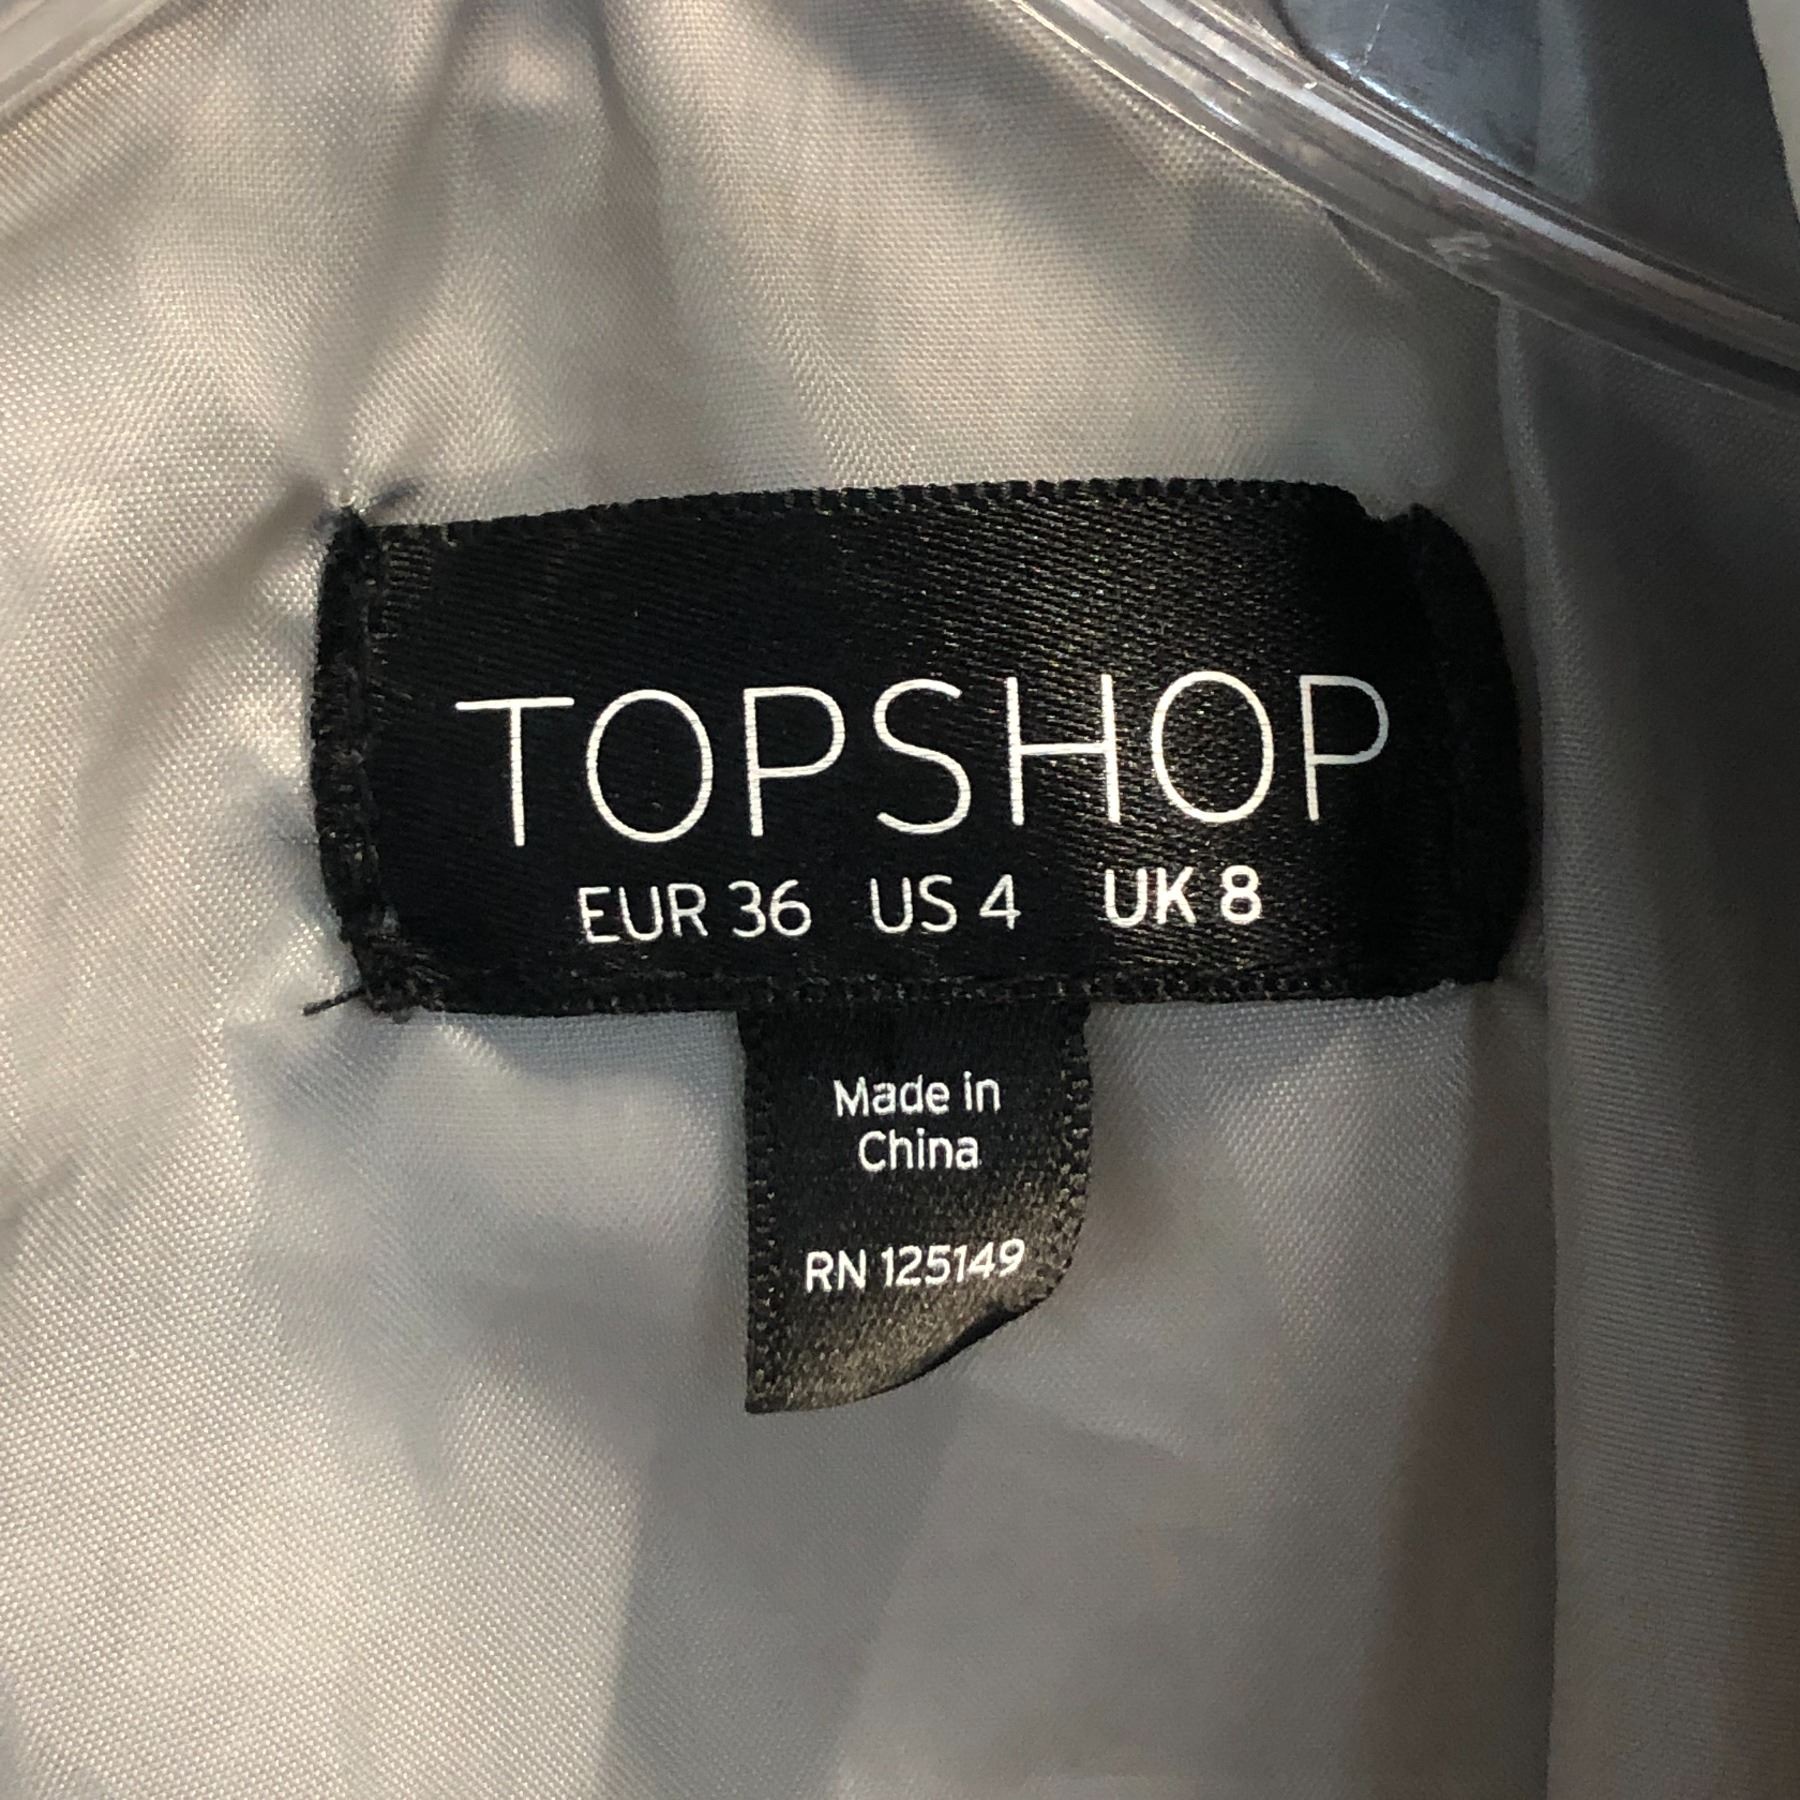 TOPSHOP
EUR 36 US 4 UK 8
Made in
China
RN 125149